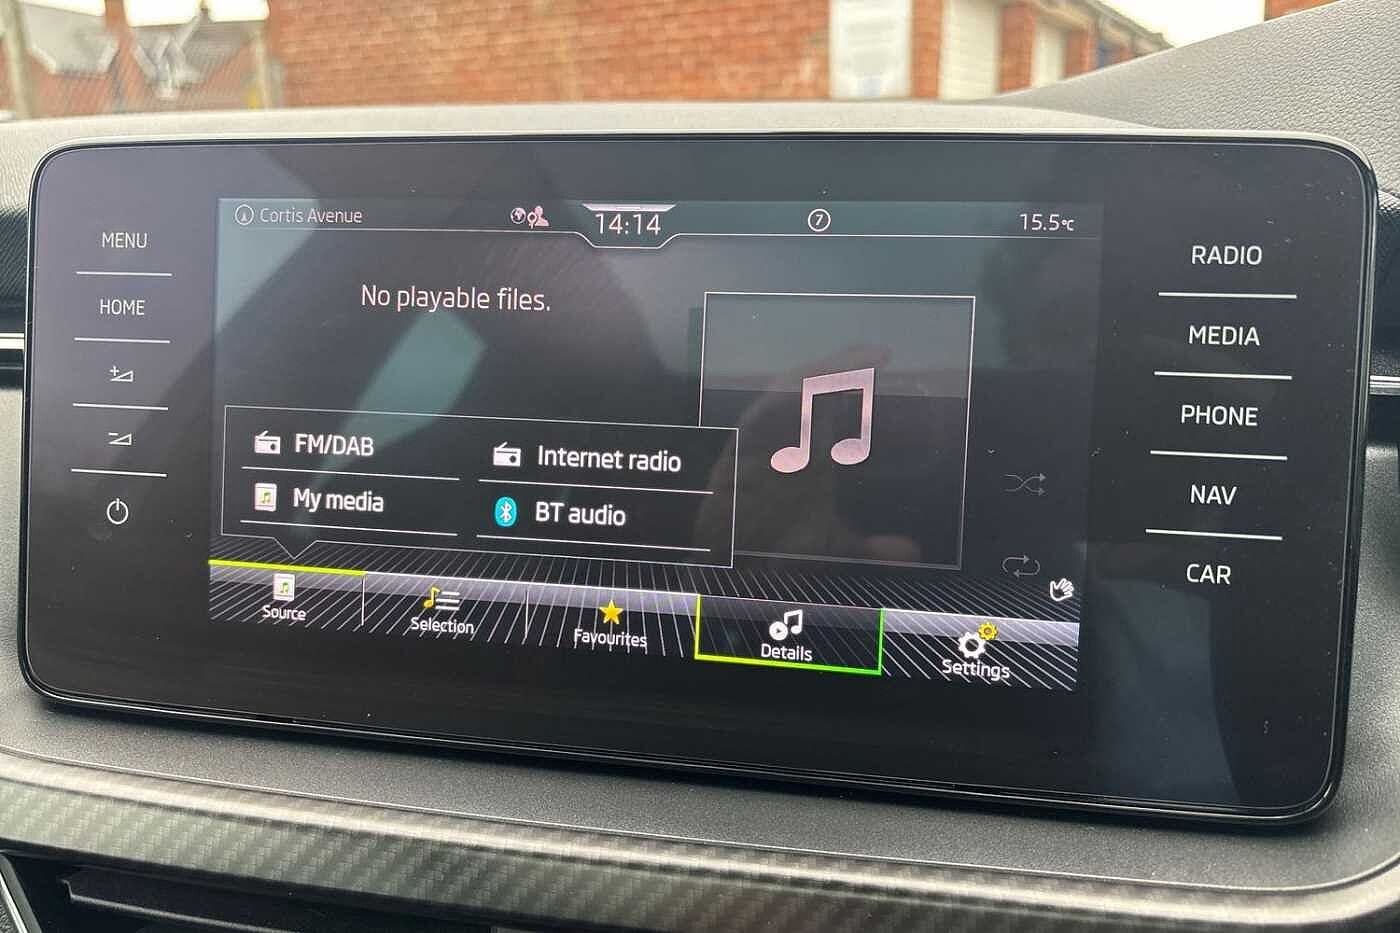 Cortis Avenue
14:14
7
15.5°C
MENU
HOME
No playable files.
FM/DAB
Internet radio
My media
BT audio
Source
Selection
Favourites
Details
Settings
RADIO
MEDIA
PHONE
NAV
CAR